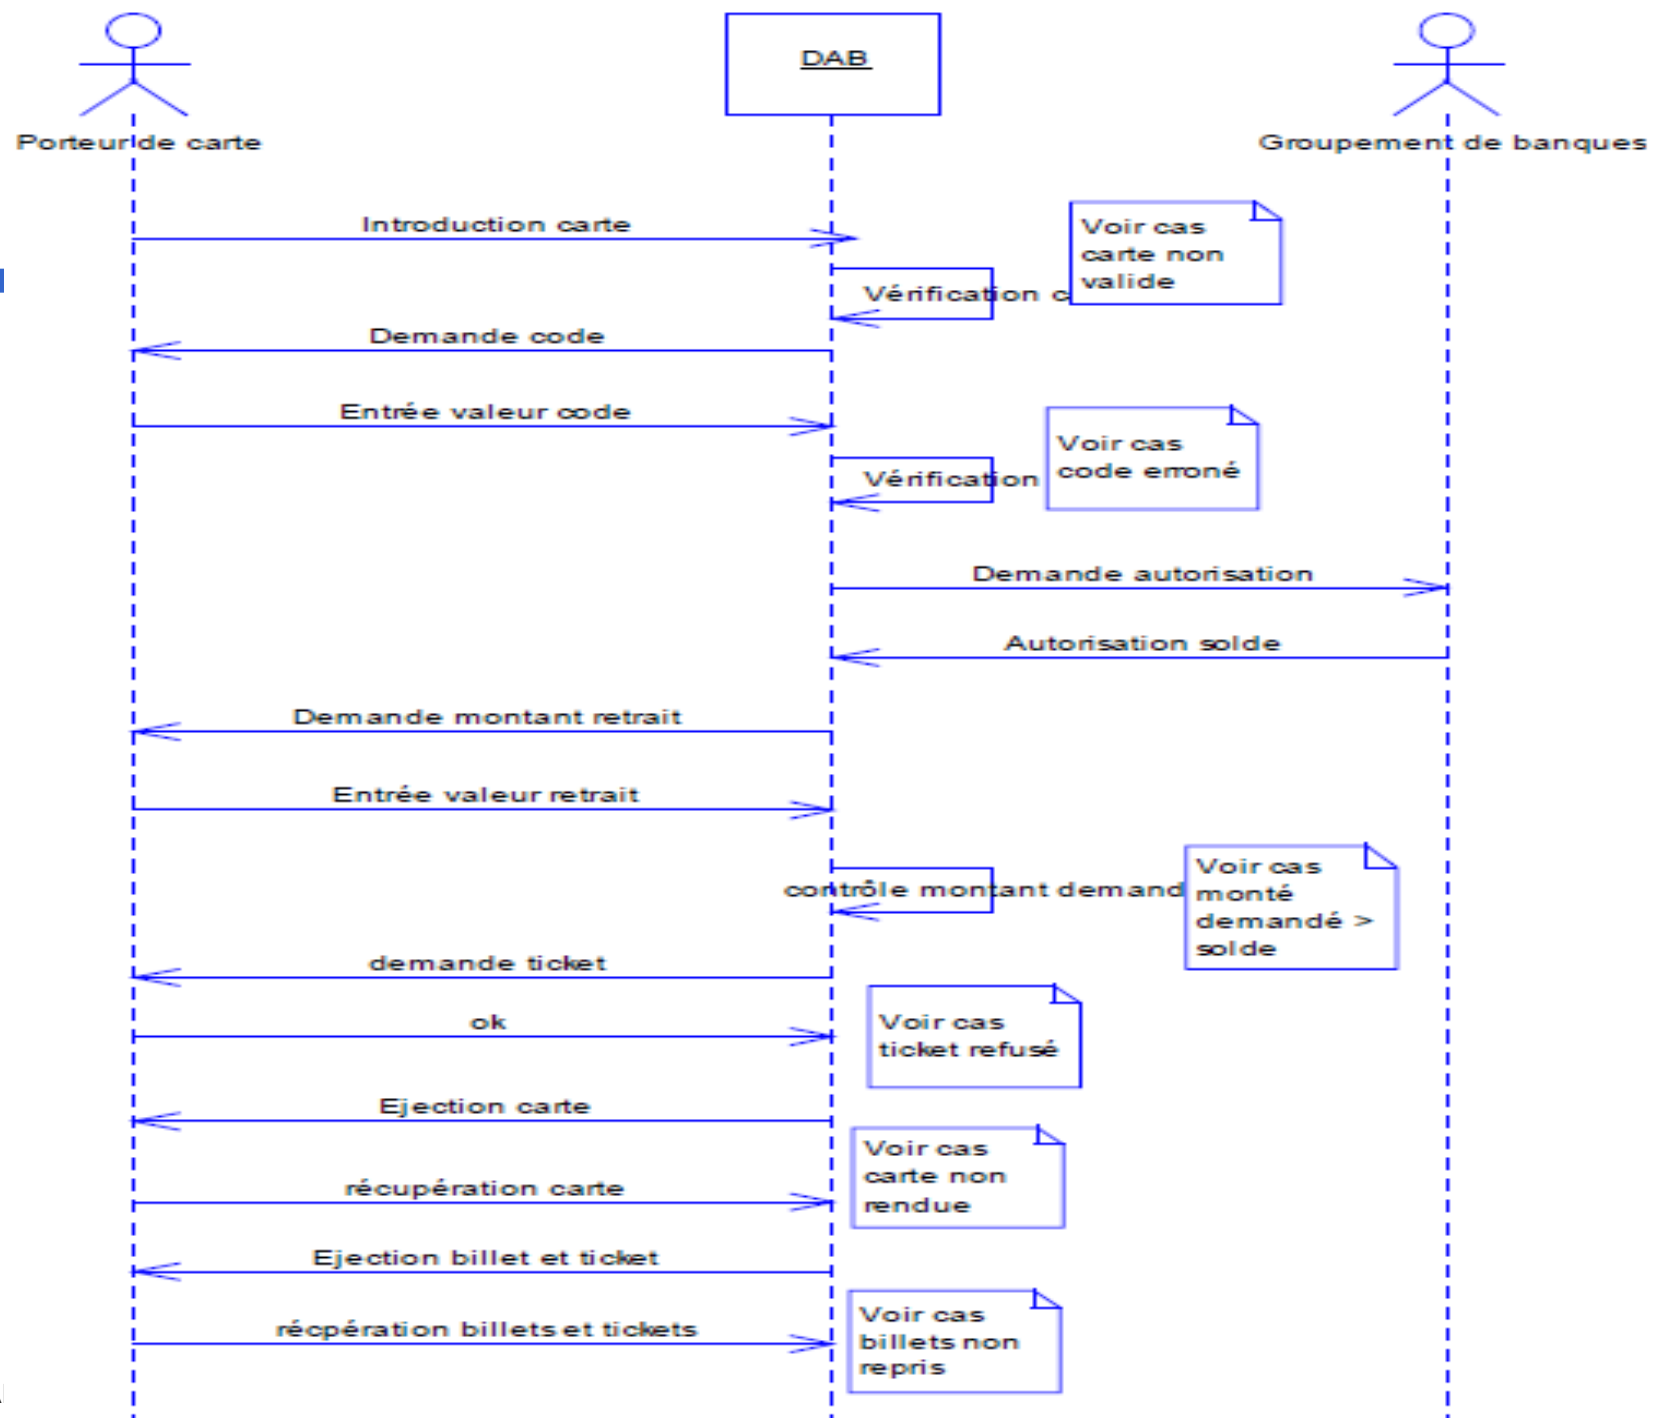 DAB
Porteur de carte
Groupement de banques
Introduction carte
Voir cas
carte non
valide
Vérification c
Demande code
Entrée valeur code
Voir cas
code erroné
Vérification
Demande autorisation
Autorisation solde
Demande montant retrait
Entrée valeur retrait
Voir cas
monté
demandé >
solde
contrôle montant demand
demande ticket
ok
Voir cas
ticket refusé
Ejection carte
Voir cas
carte non
rendue
récupération carte
Ejection billet et ticket
Voir cas
billets non
repris
récpération billets et tickets